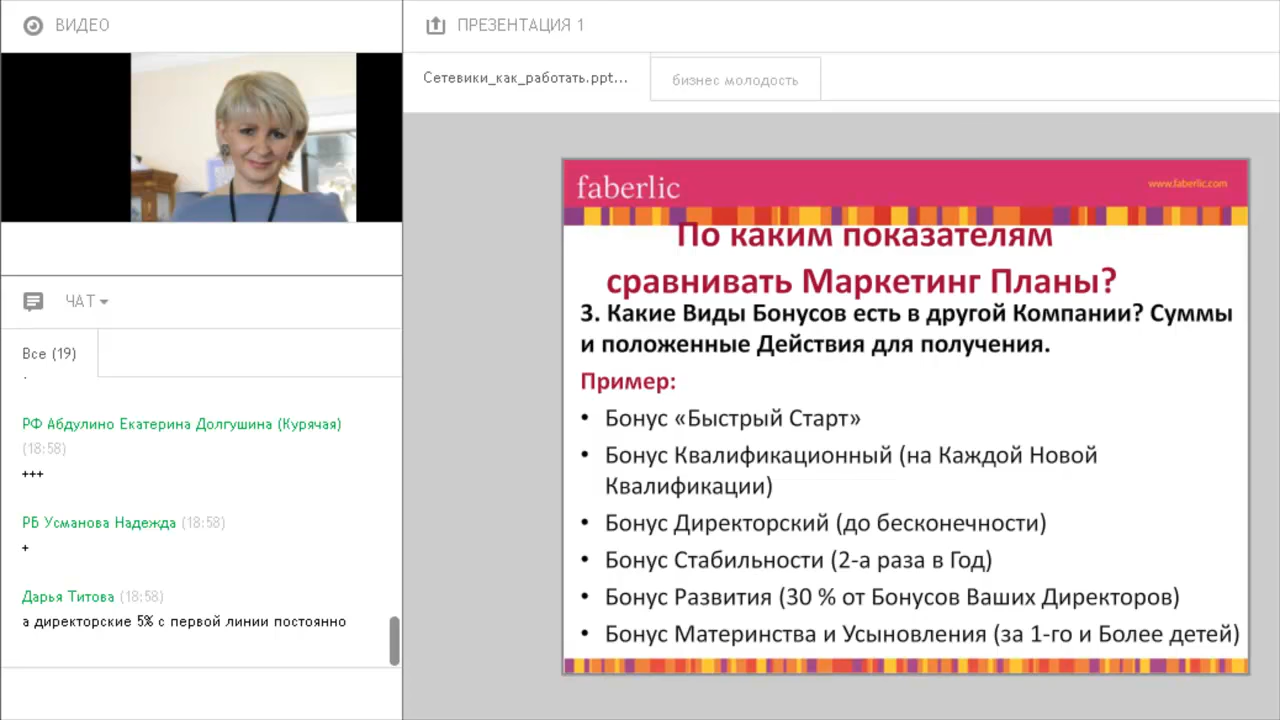 ВИДЕО
ПРЕЗЕНТАЦИЯ 1
Сетевики_как_работать.ppt...
бизнес молодость
faberlic
www.faberlic.com
По каким показателям
сравнивать Маркетинг Планы?
3. Какие Виды Бонусов есть в другой Компании? Суммы
и положенные Действия для получения.
Пример:
• Бонус «Быстрый Старт»
• Бонус Квалификационный (на Каждой Новой
Квалификации)
• Бонус Директорский (до бесконечности)
• Бонус Стабильности (2-а раза в Год)
• Бонус Развития (30 % от Бонусов Ваших Директоров)
• Бонус Материнства и Усыновления (за 1-го и Более детей)
ЧАТ
Все (19)
РФ Абдулино Екатерина Долгушина (Курячая)
(18:58)
+++
РБ Усманова Надежда (18:58)
+
Дарья Титова (18:58)
а директорские 5% с первой линии постоянно